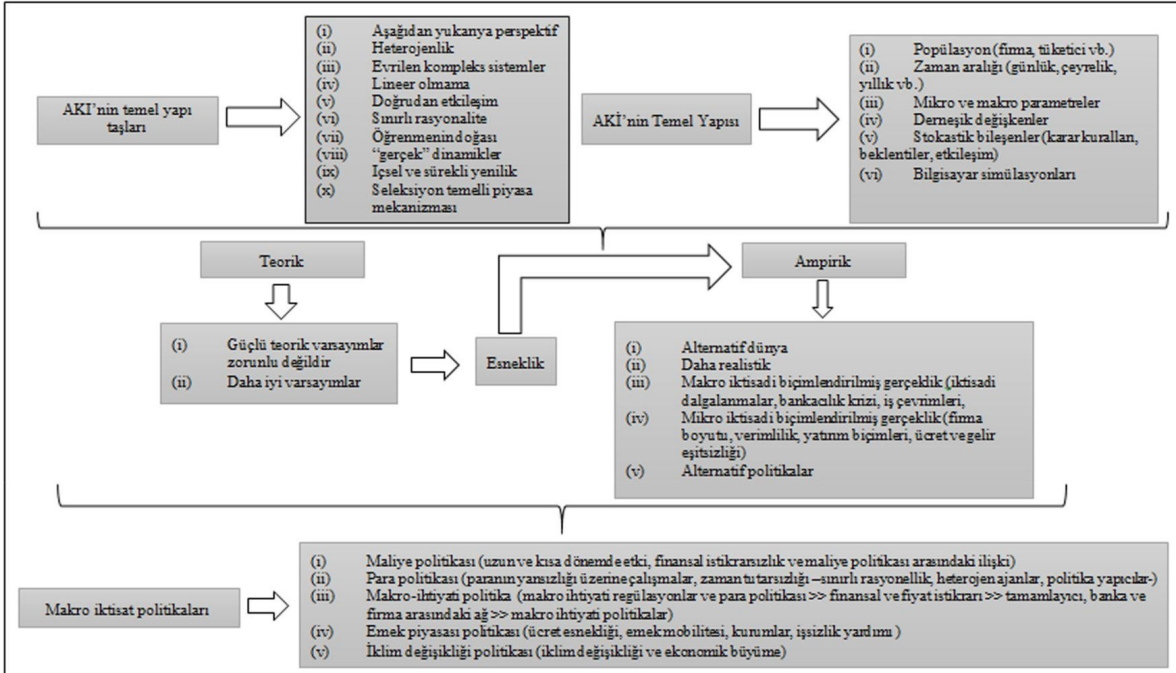 AKI’nin temel yapı
taşları
(i) Aşağıdan yukarıya perspektif
(ii) Heterojenlik
(iii) Evrilen kompleks sistemler
(iv) Lineer olmama
(v) Doğrudan etkileşim
(vi) Sınırlı rasyonalite
(vii) Öğrenmenin doğası
(viii) “gerçek” dinamikler
(ix) Içsel ve sürekli yenilik
(x) Seleksiyon temelli piyasa
mekanizması
AKİ’nin Temel Yapısı
(i) Popülasyon (firma, tüketici vb.)
(ii) Zaman aralığı (günlük, çeyrelik,
yıllık vb.)
(iii) Mikro ve makro parametreler
(iv) Derneşik değişkenler
(v) Stokastik bileşenler (karar kuralları,
beklentiler, etkileşim)
(vi) Bilgisayar simülasyonları
Teorik
Ampirik
(i) Güçlü teorik varsayımlar
zorunlu değildir
(ii) Daha iyi varsayımlar
Esneklik
(i) Alternatif dünya
(ii) Daha realistik
(iii) Makro iktisadi biçimlendirilmiş gerçeklik (iktisadi
dalgalanmalar, bankacılık krizi, iş çevrimleri,
(iv) Mikro iktisadi biçimlendirilmiş gerçeklik (firma
boyutu, verimlilik, yatırım biçimleri, ücret ve gelir
eşitsizliği)
(v) Alternatif politikalar
Makro iktisat politikaları
(i) Maliye politikası (uzun ve kısa dönemde etki, finansal istikrarsızlık ve maliye politikası arasındaki ilişki)
(ii) Para politikası (paranın yansızlığı üzerine çalışmalar, zaman tutarsızlığı –sınırlı rasyonellik, heterojen ajanlar, politika yapıcılar-)
(iii) Makro-ihtiyati politika (makro ihtiyati regülasyonlar ve para politikası >> finansal ve fiyat istikrarı >> tamamlayıcı, banka ve
firma arasındaki ağ >> makro ihtiyati politikalar)
(iv) Emek piyasası politikası (ücret esnekliği, emek mobilitesi, kurumlar, işsizlik yardımı )
(v) İklim değişikliği politikası (iklim değişikliği ve ekonomik büyüme)